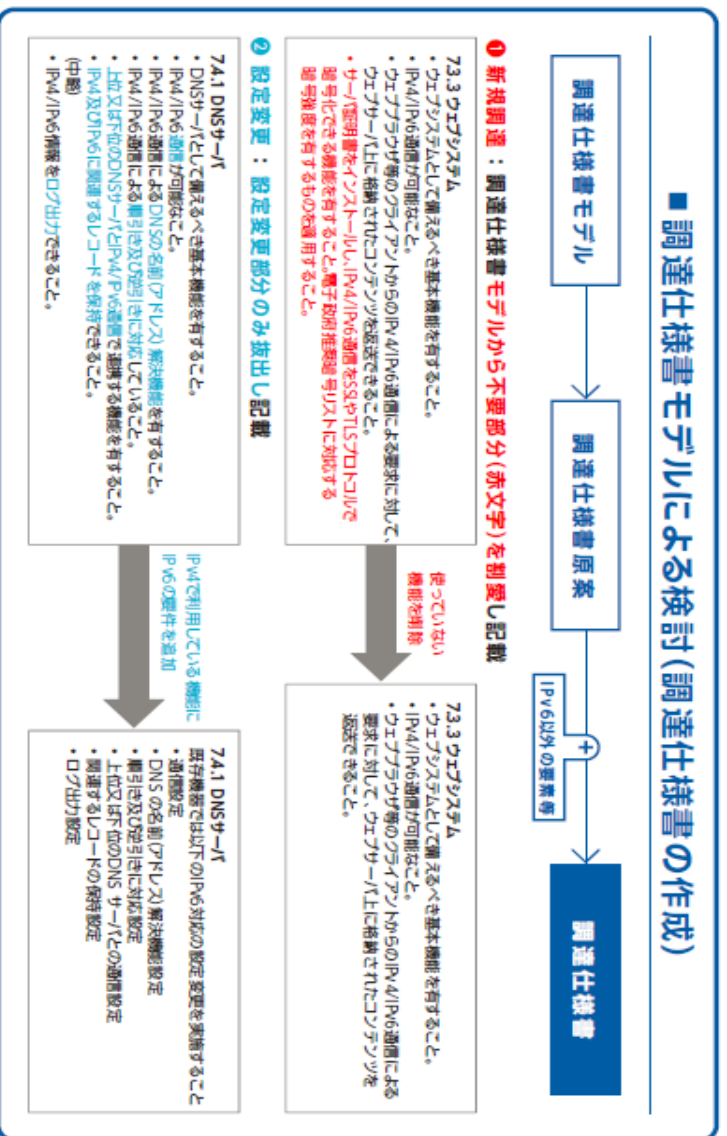 ■ 調達仕様書モデルによる検討(調達仕様書の作成)
調達仕様書モデル
調達仕様書原案
+
IPv6以外の要素等
調達仕様書
❶ 新規調達：調達仕様書モデルから不要部分(赤文字)を割愛し記載
7.3.3 ウェブシステム
・ウェブシステムとして備えるべき基本機能を有すること。
・IPv4/IPv6通信が可能なこと。
・ウェブブラウザ等のクライアントからのIPv4/IPv6通信による要求に対して、
ウェブサーバ上に格納されたコンテンツを返送できること。
・サーバ証明書をインストールし、IPv4/IPv6通信をSSLやTLSプロトコルで
暗号化できる機能を有すること。電子政府推奨暗号リストに対応する
暗号強度を有するものを適用すること。
使っていない
機能を削除
7.3.3 ウェブシステム
・ウェブシステムとして備えるべき基本機能を有すること。
・IPv4/IPv6通信が可能なこと。
・ウェブブラウザ等のクライアントからのIPv4/IPv6通信による
要求に対して、ウェブサーバ上に格納されたコンテンツを
返送できること。
❷ 設定変更：設定変更部分のみ抜出し記載
7.4.1 DNSサーバ
・DNSサーバとして備えるべき基本機能を有すること。
・IPv4/IPv6通信が可能なこと。
・IPv4/IPv6通信によるDNSの名前(アドレス)解決機能を有すること。
・IPv4/IPv6通信による順引き及び逆引きに対応していること。
・上位又は下位のDNSサーバとIPv4/IPv6通信で連携する機能を有すること。
・IPv4及びIPv6に関連するレコードを保持できること。
(中略)
・IPv4/IPv6情報をログ出力できること。
IPv4で利用している機能に
IPv6の要件を追加
7.4.1 DNSサーバ
既存機器では以下のIPv6対応の設定変更を実施すること
・通信設定
・DNSの名前(アドレス)解決機能設定
・順引き及び逆引きに対応設定
・上位又は下位のDNSサーバとの通信設定
・関連するレコードの保持設定
・ログ出力設定